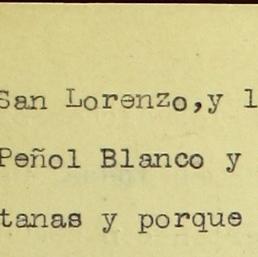 San Lorenzo,y l
Peñol Blanco y
tanas y porque